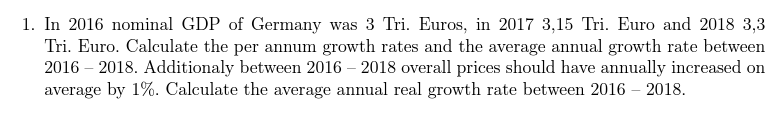 1. In 2016 nominal GDP of Germany was 3 Tri. Euros, in 2017 3,15 Tri. Euro and 2018 3,3
Tri. Euro. Calculate the per annum growth rates and the average annual growth rate between
2016 – 2018. Additionaly between 2016 – 2018 overall prices should have annually increased on
average by 1%. Calculate the average annual real growth rate between 2016 – 2018.